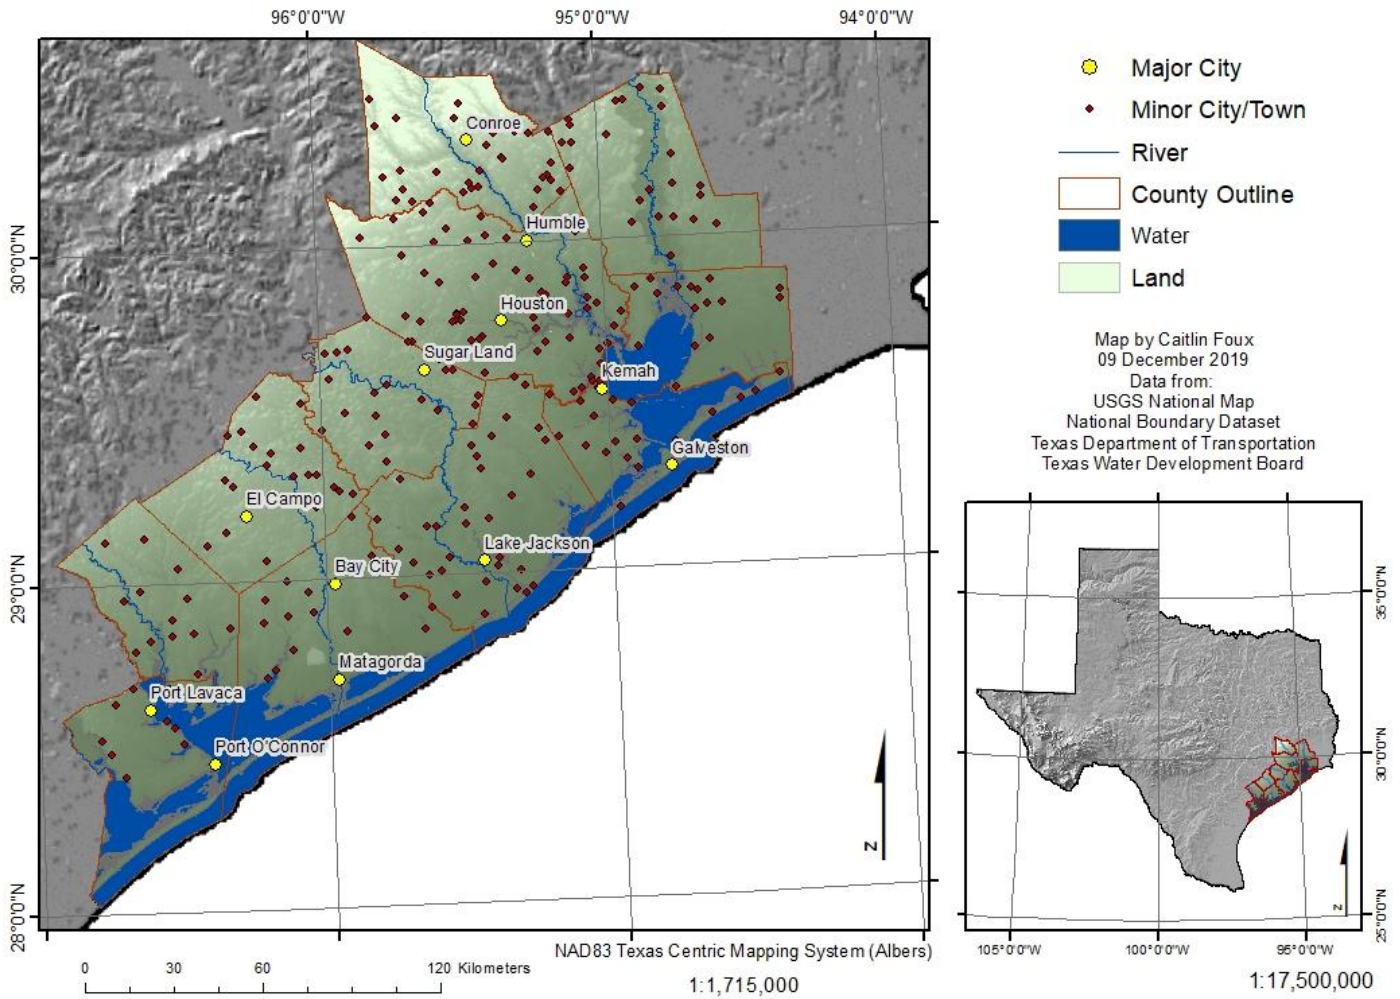 96°0'0"W
95°0'0"W
94°0'0"W
30°0'0"N
29°0'0"N
28°0'0"N
Conroe
Humble
Houston
Sugar Land
Kemah
Galveston
El Campo
Lake Jackson
Bay City
Matagorda
Port Lavaca
Port O'Connor
N
NAD83 Texas Centric Mapping System (Albers)
0 30 60 120 Kilometers
1:1,715,000
Major City
Minor City/Town
River
County Outline
Water
Land
Map by Caitlin Foux
09 December 2019
Data from:
USGS National Map
National Boundary Dataset
Texas Department of Transportation
Texas Water Development Board
35°0'0"N
30°0'0"N
25°0'0"N
N
105°0'0"W
100°0'0"W
95°0'0"W
1:17,500,000